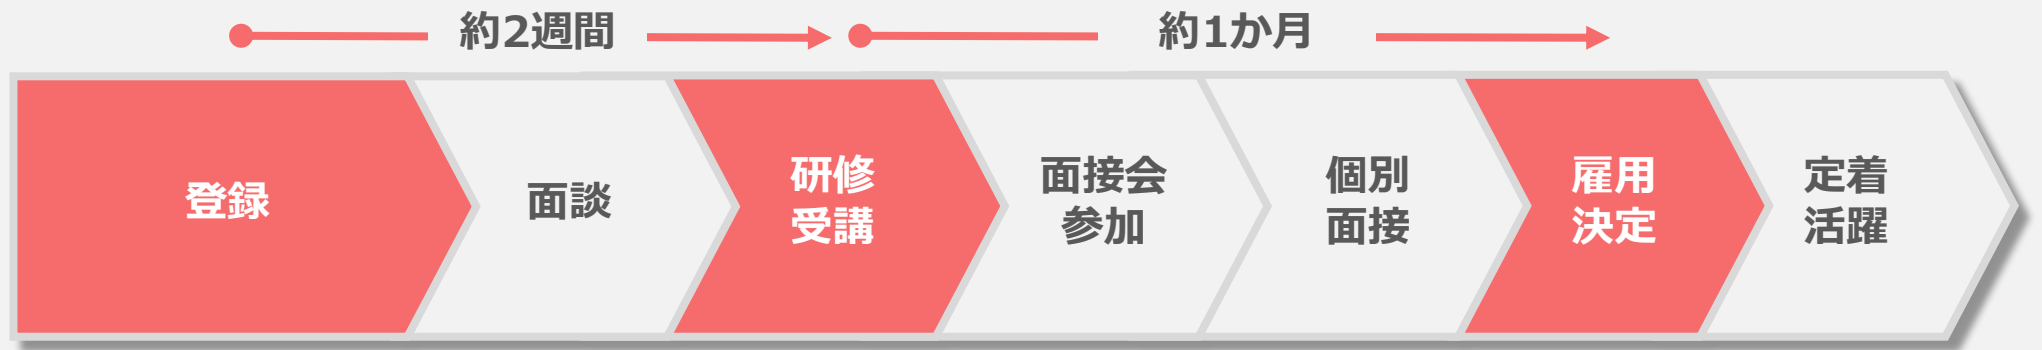 約2週間
約1か月
登録
面談
研修
受講
面接会
参加
個別
面接
雇用
決定
定着
活躍